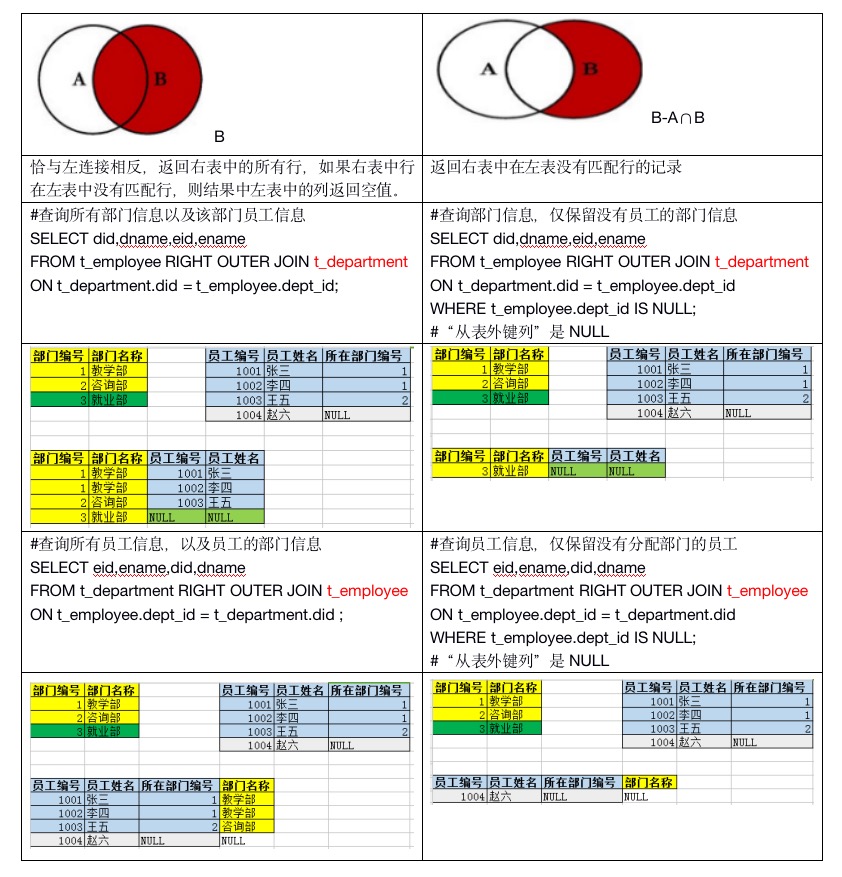 A B
B
A B
B-A∩B
恰与左连接相反，返回右表中的所有行，如果右表中行
在左表中没有匹配行，则结果中左表中的列返回空值。
返回右表中在左表没有匹配行的记录
#查询所有部门信息以及该部门员工信息
SELECT did,dname,eid,ename
FROM t_employee RIGHT OUTER JOIN t_department
ON t_department.did = t_employee.dept_id;
#查询部门信息，仅保留没有员工的部门信息
SELECT did,dname,eid,ename
FROM t_employee RIGHT OUTER JOIN t_department
ON t_department.did = t_employee.dept_id
WHERE t_employee.dept_id IS NULL;
#“从表外键列”是 NULL
部门编号 部门名称 员工编号 员工姓名 所在部门编号
1 教学部 1001 张三 1
2 咨询部 1002 李四 1
3 就业部 1003 王五 2
1004 赵六 NULL
部门编号 部门名称 员工编号 员工姓名
1 教学部 1001 张三
1 教学部 1002 李四
2 咨询部 1003 王五
3 就业部 NULL NULL
部门编号 部门名称 员工编号 员工姓名 所在部门编号
1 教学部 1001 张三 1
2 咨询部 1002 李四 1
3 就业部 1003 王五 2
1004 赵六 NULL
部门编号 部门名称 员工编号 员工姓名
3 就业部 NULL NULL
#查询所有员工信息，以及员工的部门信息
SELECT eid,ename,did,dname
FROM t_department RIGHT OUTER JOIN t_employee
ON t_employee.dept_id = t_department.did ;
#查询员工信息，仅保留没有分配部门的员工
SELECT eid,ename,did,dname
FROM t_department RIGHT OUTER JOIN t_employee
ON t_employee.dept_id = t_department.did
WHERE t_employee.dept_id IS NULL;
#“从表外键列”是 NULL
部门编号 部门名称 员工编号 员工姓名 所在部门编号
1 教学部 1001 张三 1
2 咨询部 1002 李四 1
3 就业部 1003 王五 2
1004 赵六 NULL
员工编号 员工姓名 所在部门编号 部门名称
1001 张三 1 教学部
1002 李四 1 教学部
1003 王五 2 咨询部
1004 赵六 NULL NULL
部门编号 部门名称 员工编号 员工姓名 所在部门编号
1 教学部 1001 张三 1
2 咨询部 1002 李四 1
3 就业部 1003 王五 2
1004 赵六 NULL
员工编号 员工姓名 所在部门编号 部门名称
1004 赵六 NULL NULL